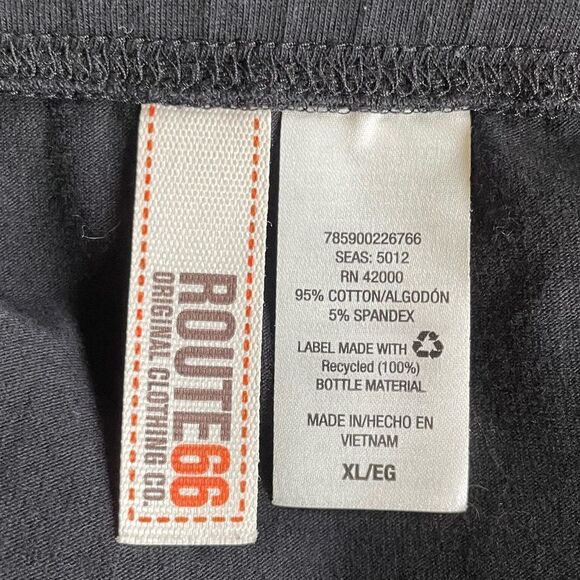 ROUTE66
ORIGINAL CLOTHING CO.
785900226766
SEAS: 5012
RN 42000
95% COTTON/ALGODÓN
5% SPANDEX
LABEL MADE WITH
Recycled (100%)
BOTTLE MATERIAL
MADE IN/HECHO EN
VIETNAM
XL/EG